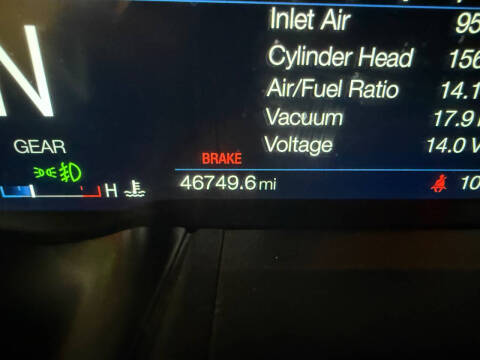 N
Inlet Air 95
Cylinder Head 156
Air/Fuel Ratio 14.1
Vacuum 17.9
Voltage 14.0 V
GEAR
BRAKE
46749.6 mi
H
10